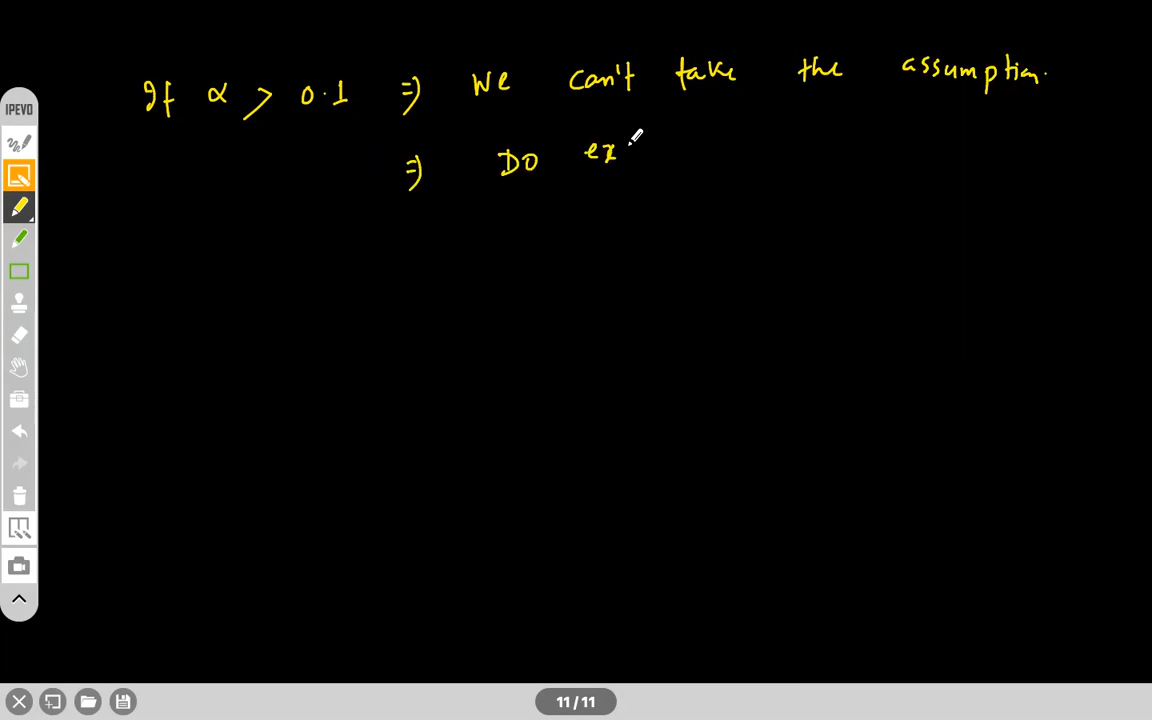 IPEVO
If α > 0.1 ⇒ We can't take the assumption.
⇒ DO ex
11/11